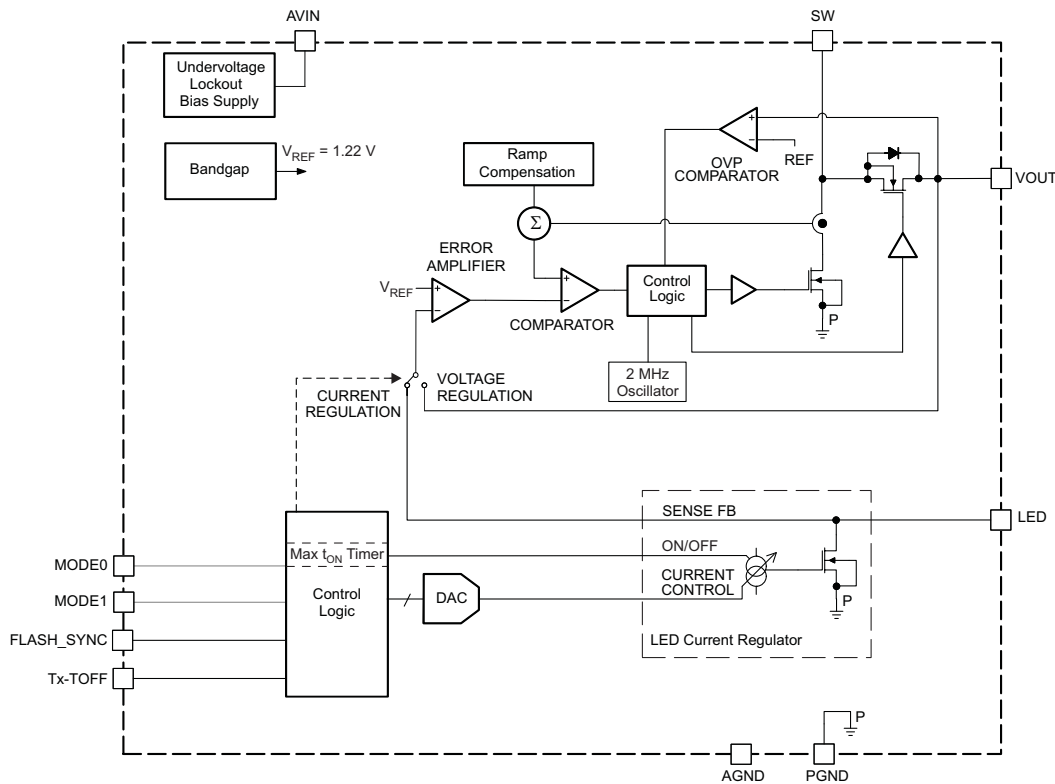 AVIN
SW
Undervoltage
Lockout
Bias Supply
Bandgap
VREF = 1.22 V
Ramp
Compensation
OVP
COMPARATOR
REF
+
−
VOUT
Σ
ERROR
AMPLIFIER
VREF
+
−
+
−
COMPARATOR
Control
Logic
P
2 MHz
Oscillator
CURRENT
REGULATION
VOLTAGE
REGULATION
SENSE FB
LED
MODE0
Max tON Timer
ON/OFF
MODE1
Control
Logic
DAC
CURRENT
CONTROL
P
FLASH_SYNC
LED Current Regulator
Tx-TOFF
P
AGND
PGND